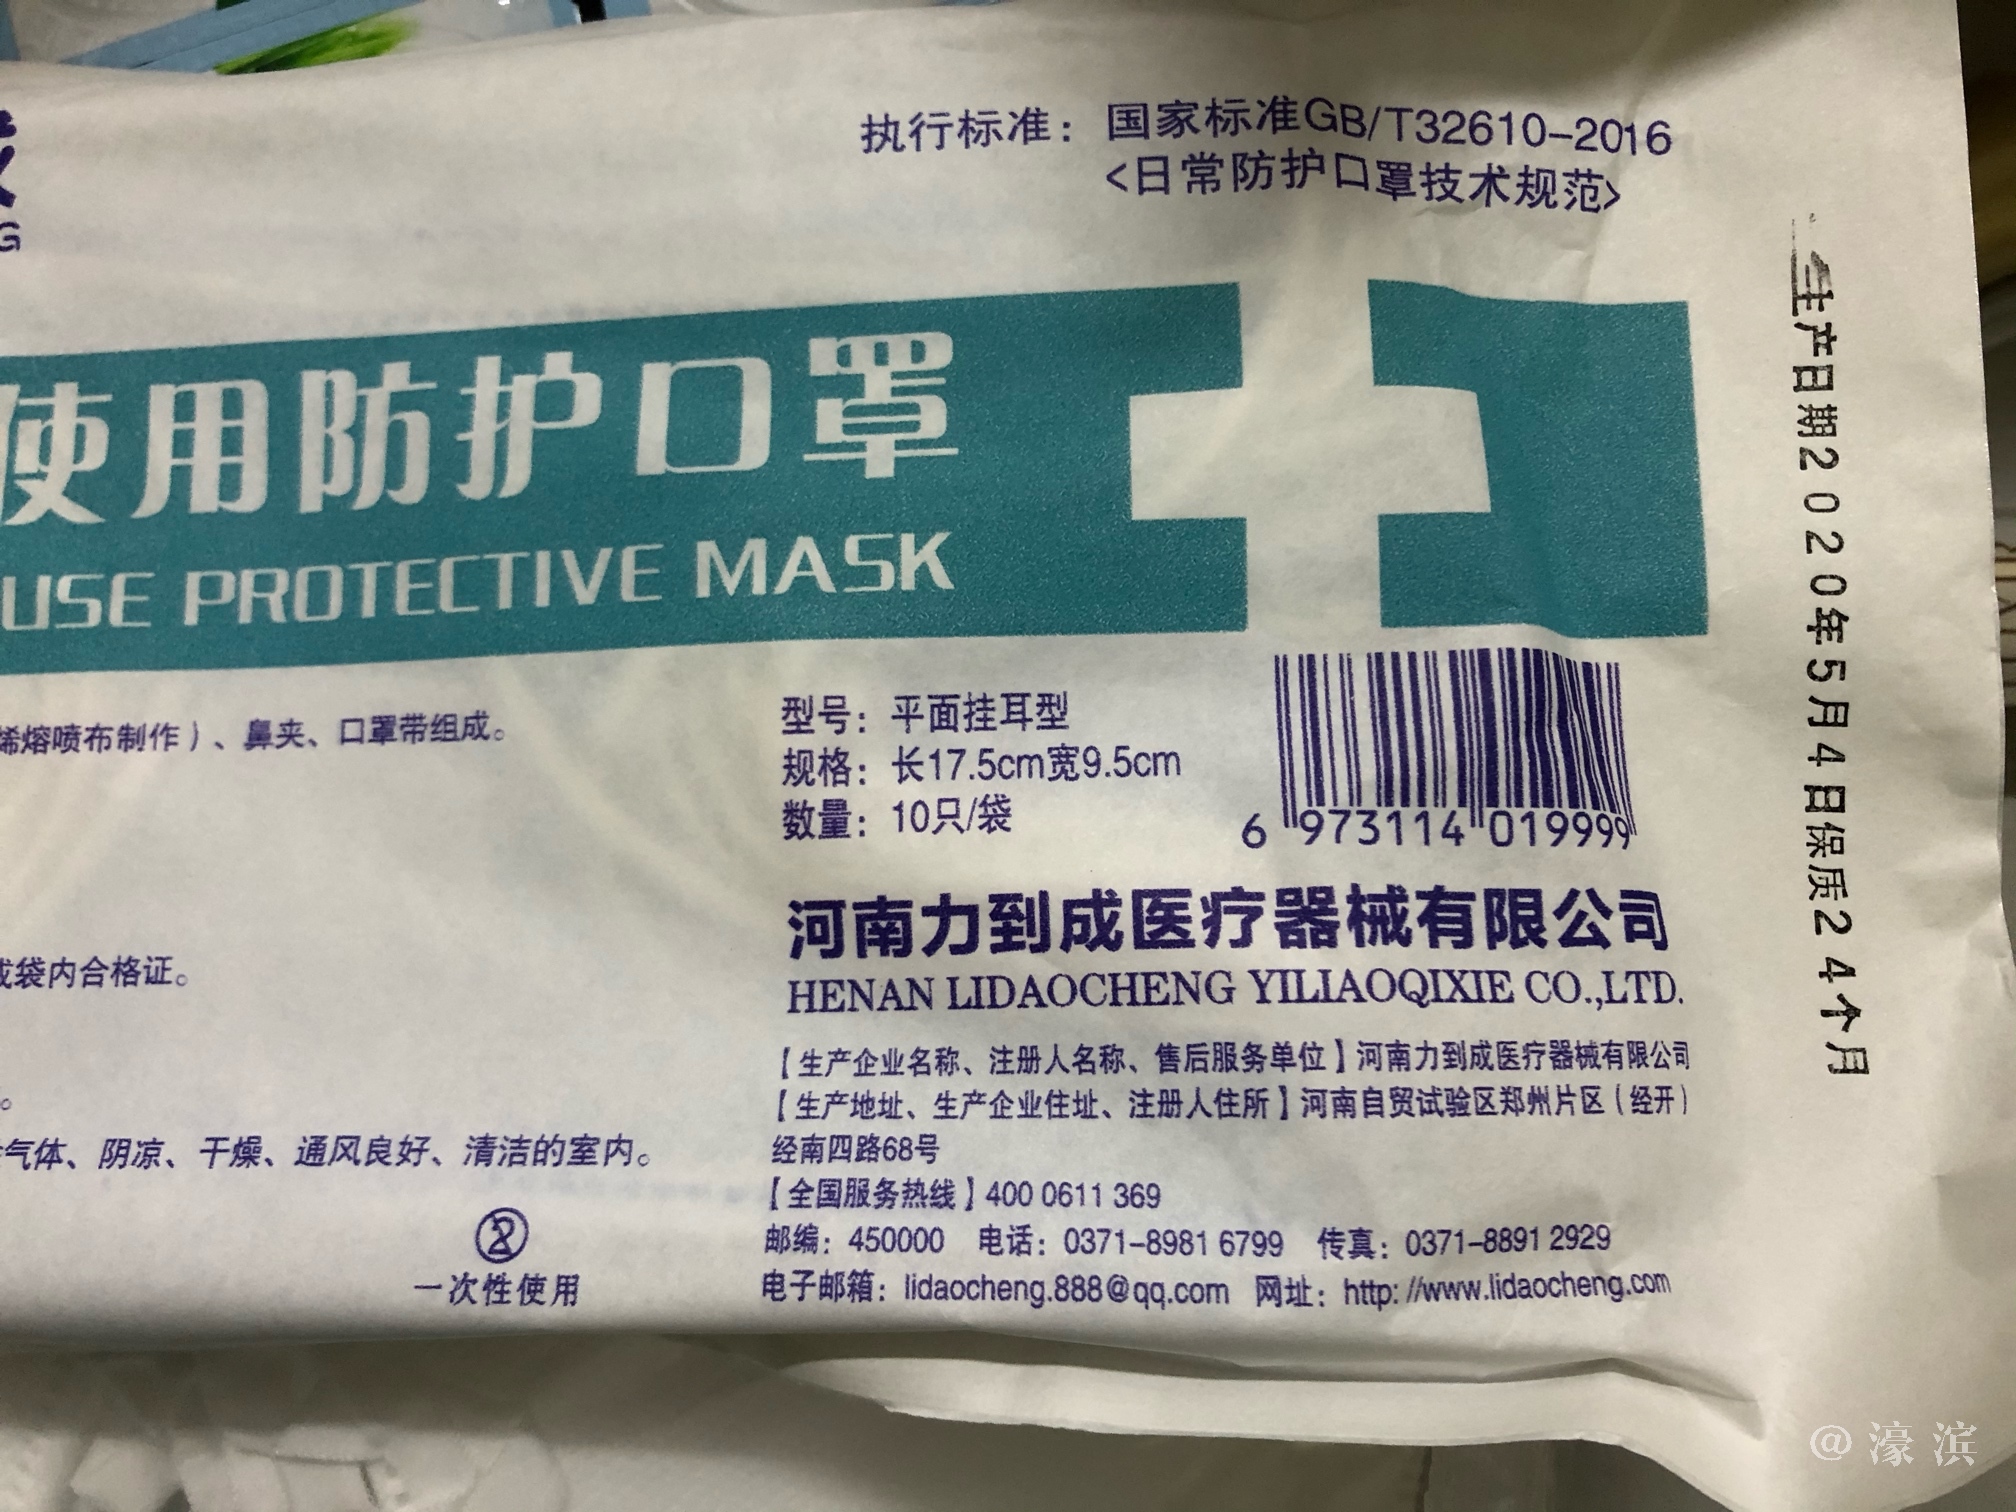 G
执行标准：国家标准GB/T32610-2016
<日常防护口罩技术规范>
使用防护口罩
USE PROTECTIVE MASK
烯熔喷布制作）、鼻夹、口罩带组成。
型号：平面挂耳型
规格：长17.5cm宽9.5cm
数量：10只/袋
6 973114 019999
袋内合格证。
河南力到成医疗器械有限公司
HENAN LIDAOCHENG YILIAOQIXIE CO.,LTD.
【生产企业名称、注册人名称、售后服务单位】河南力到成医疗器械有限公司
【生产地址、生产企业住址、注册人住所】河南自贸试验区郑州片区（经开）
经南四路68号
气体、阴凉、干燥、通风良好、清洁的室内。
【全国服务热线】400 0611 369
邮编：450000 电话：0371-8981 6799 传真：0371-8891 2929
电子邮箱：lidaocheng.888@qq.com 网址：http://www.lidaocheng.com
2
一次性使用
生产日期2020年5月4日保质24个月
@濠滨